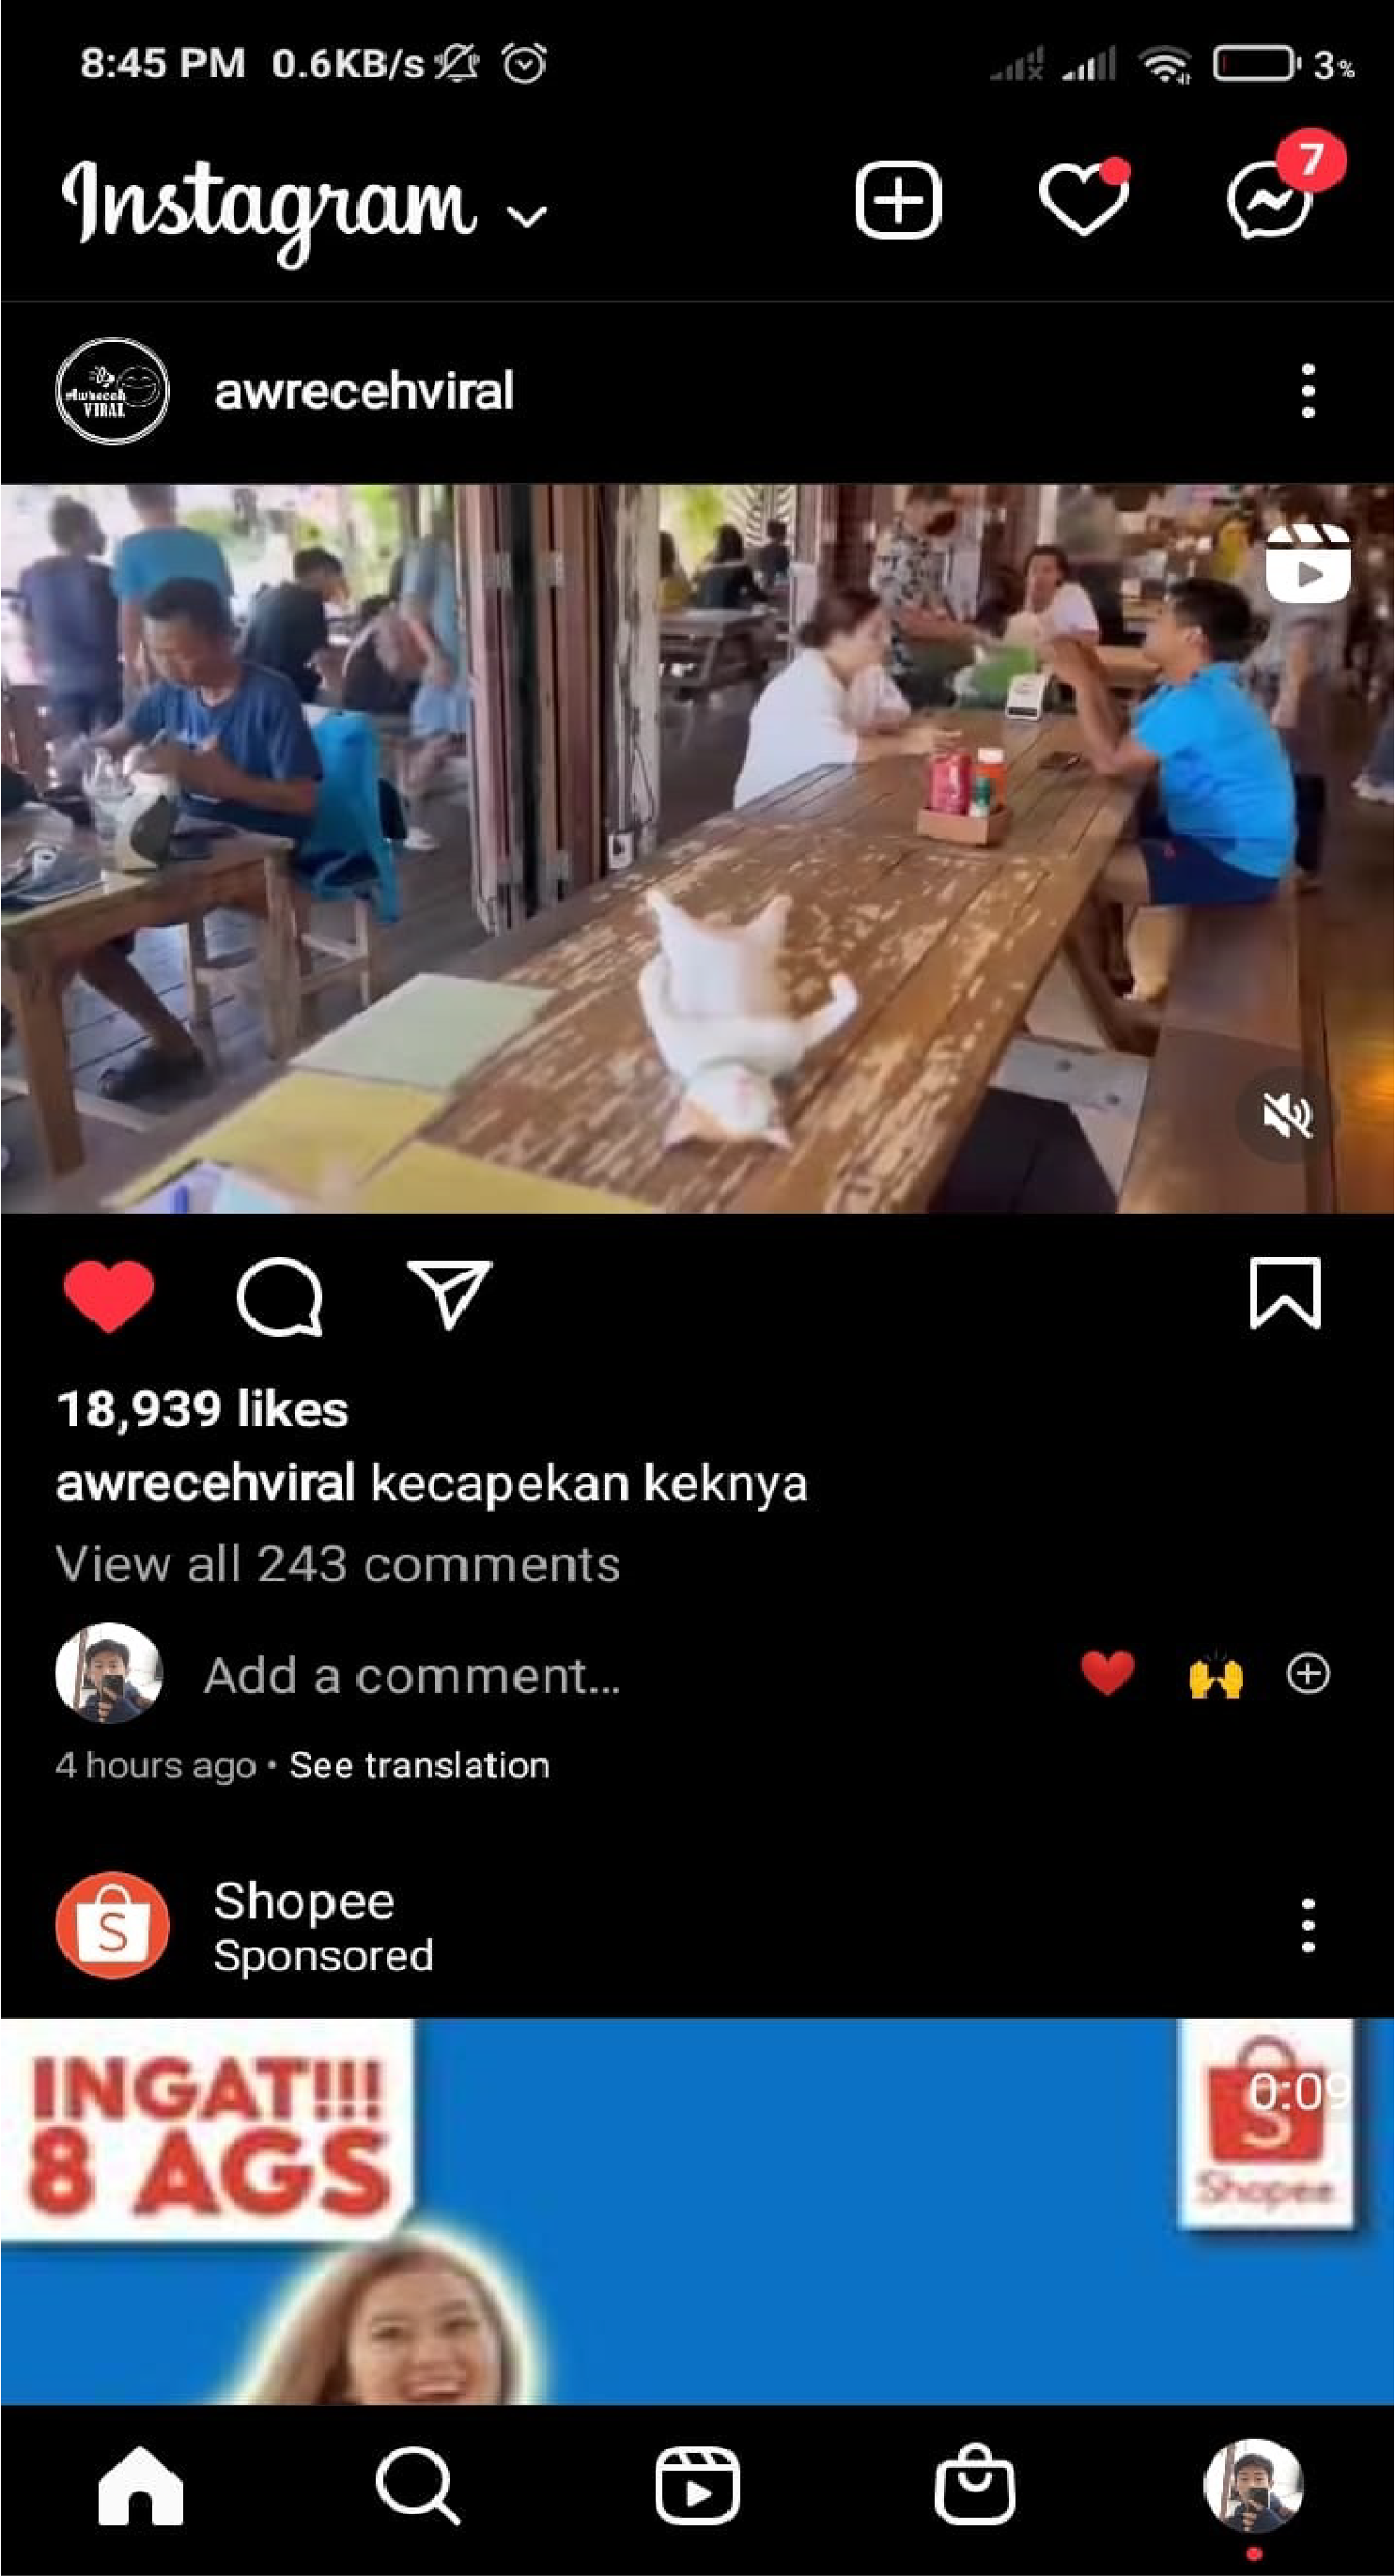 8:45 PM 0.6KB/s 3%
Instagram
7
Awreceh
VIRAL
awrecehviral
18,939 likes
awrecehviral kecapekan keknya
View all 243 comments
Add a comment...
4 hours ago • See translation
S
Shopee
Sponsored
INGAT!!!
8 AGS
0:09
S
Shopee